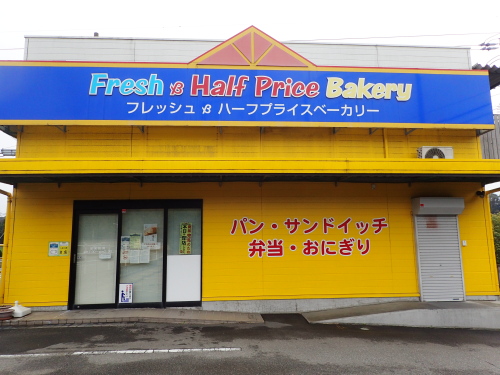 Fresh & Half Price Bakery
フレッシュ & ハーフプライスベーカリー
パン・サンドイッチ
弁当・おにぎり